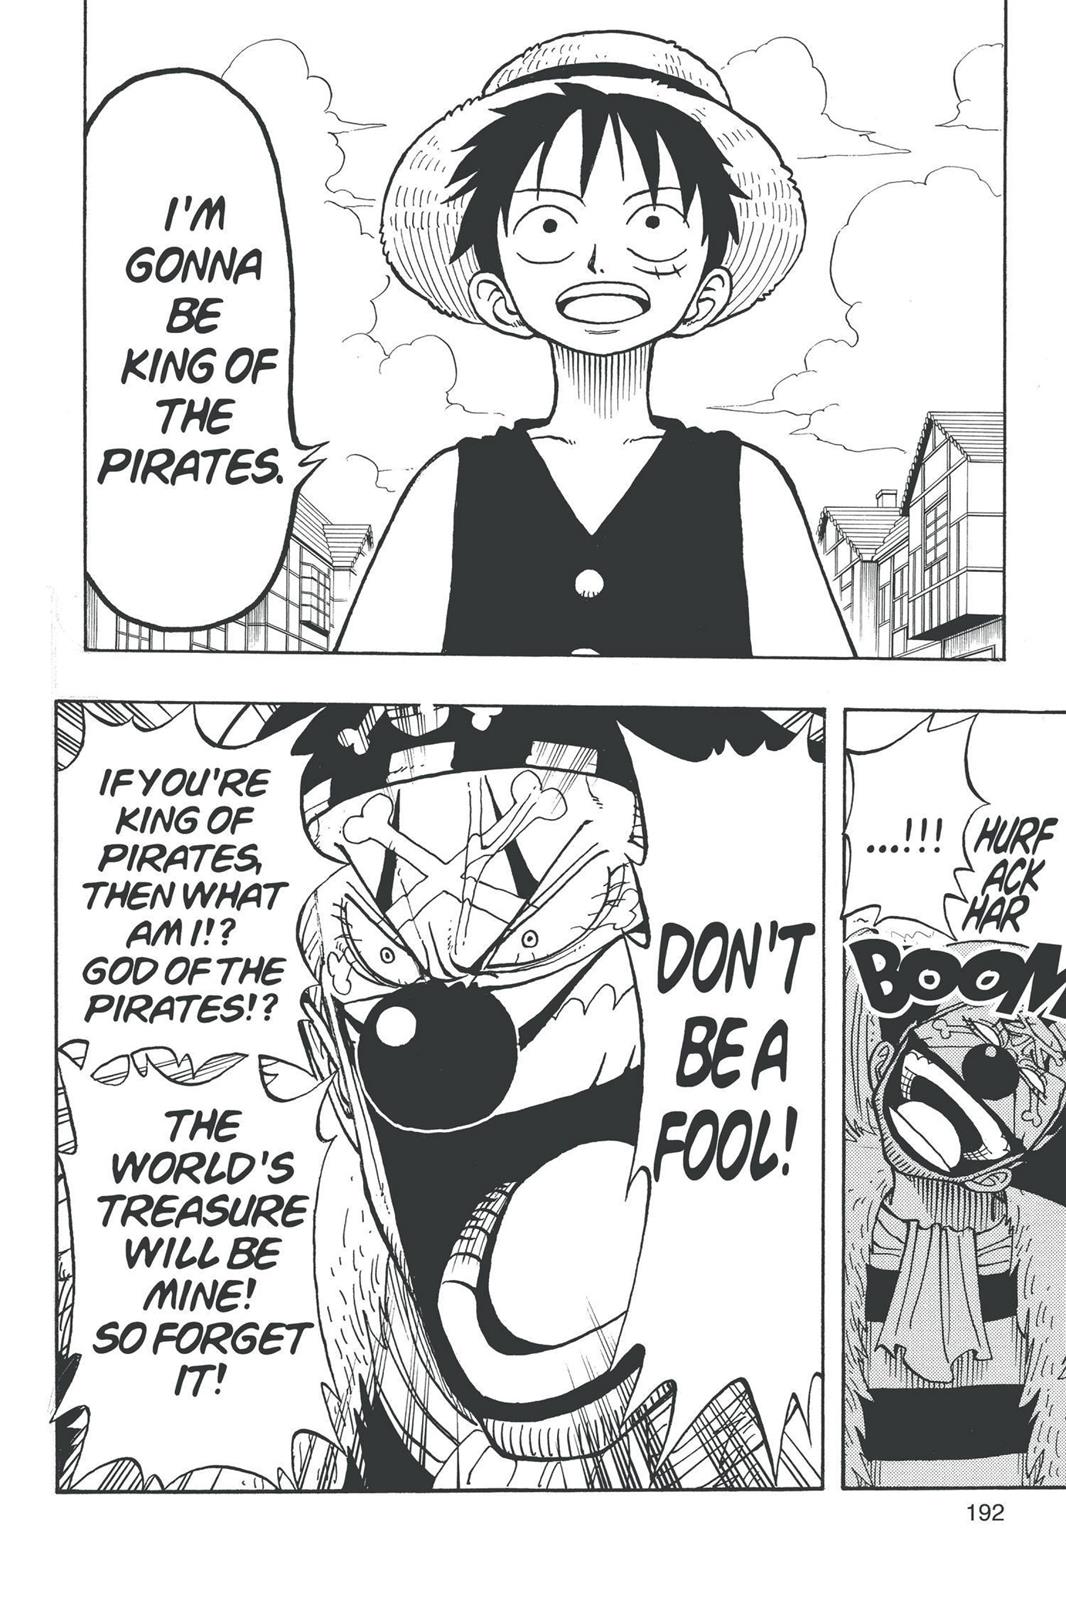 I'M
GONNA
BE
KING OF
THE
PIRATES.
HURF
ACK
HAR
...!!!
BOOM
DON'T
BE A
FOOL!
IF YOU'RE
KING OF
PIRATES,
THEN WHAT
AM I!?
GOD OF THE
PIRATES!?
THE
WORLD'S
TREASURE
WILL BE
MINE!
SO FORGET
IT!
192